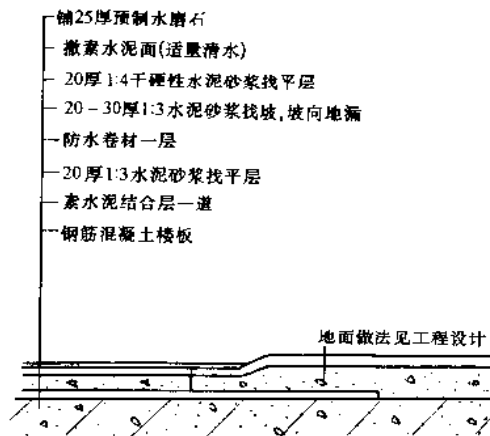 铺25厚预制水磨石
撒素水泥面(适量清水)
20厚1:4干硬性水泥砂浆找平层
20-30厚1:3水泥砂浆找坡,坡向地漏
防水卷材一层
20厚1:3水泥砂浆找平层
素水泥结合层一道
钢筋混凝土楼板
地面做法见工程设计